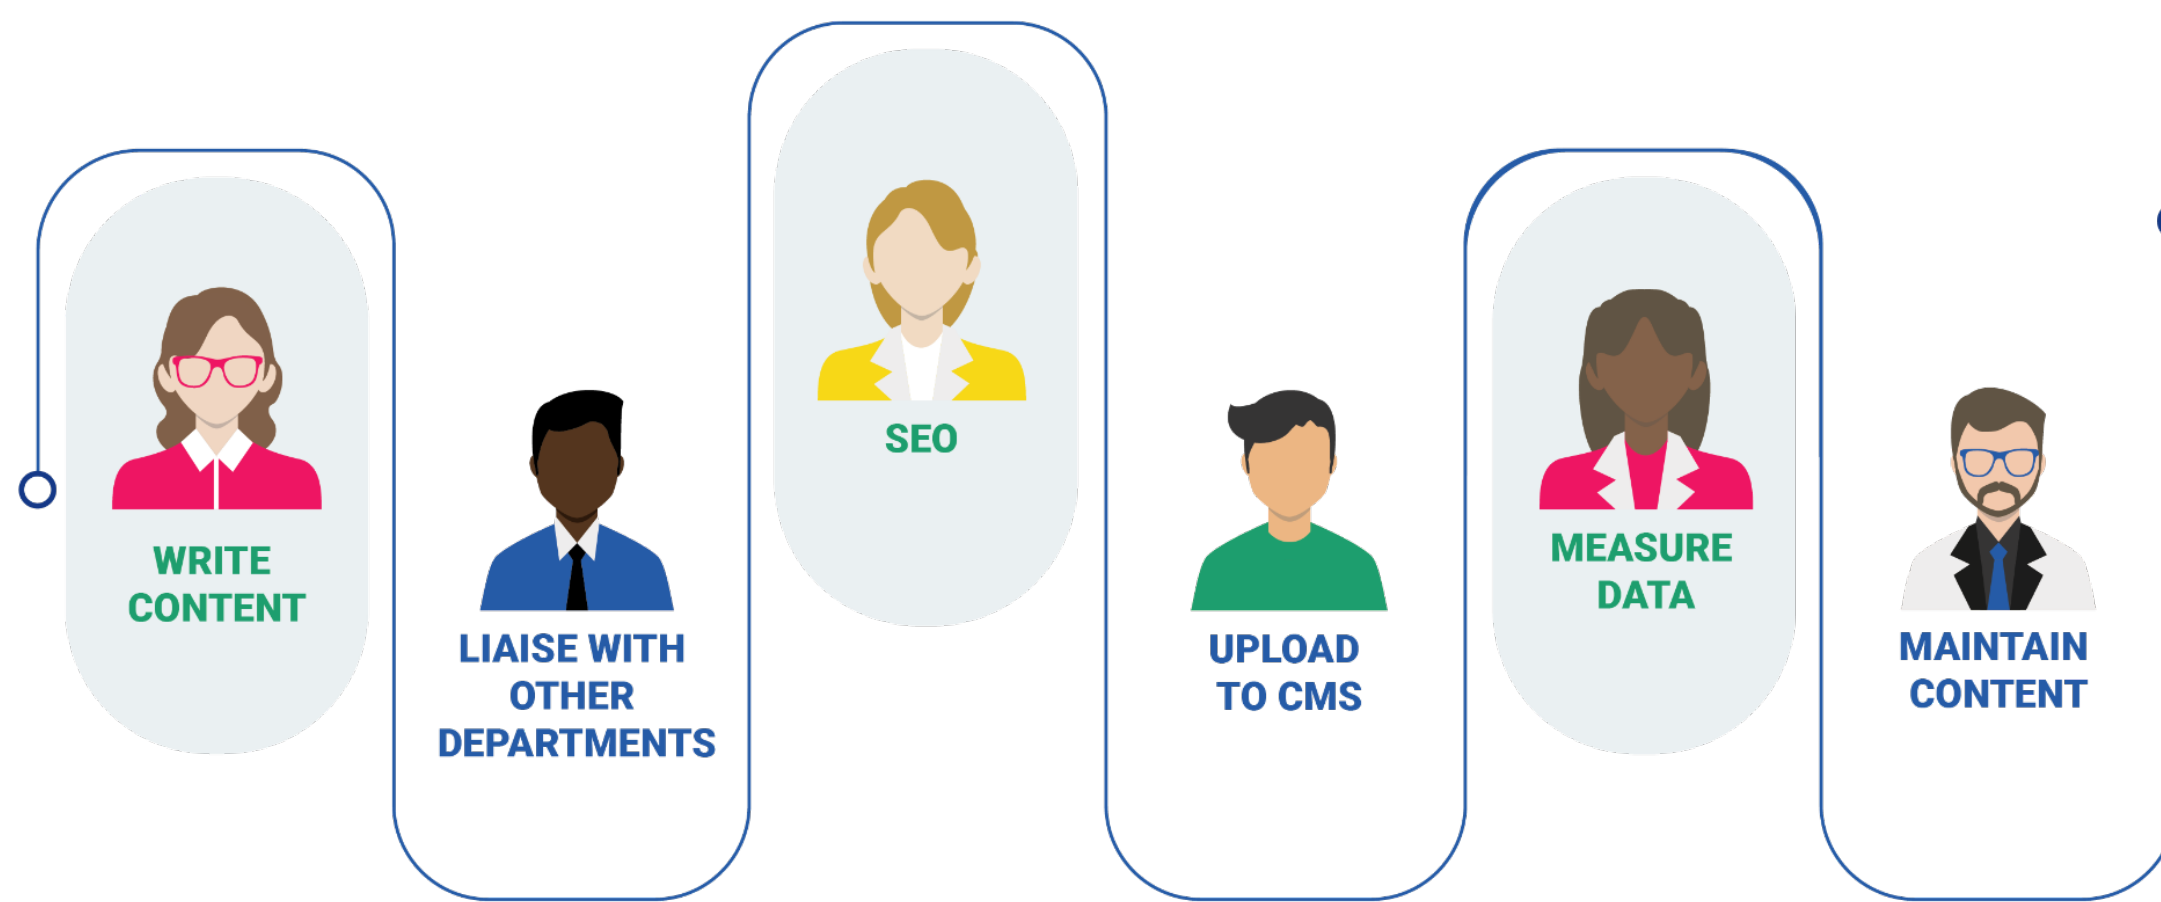 WRITE
CONTENT
LIAISE WITH
OTHER
DEPARTMENTS
SEO
UPLOAD
TO CMS
MEASURE
DATA
MAINTAIN
CONTENT